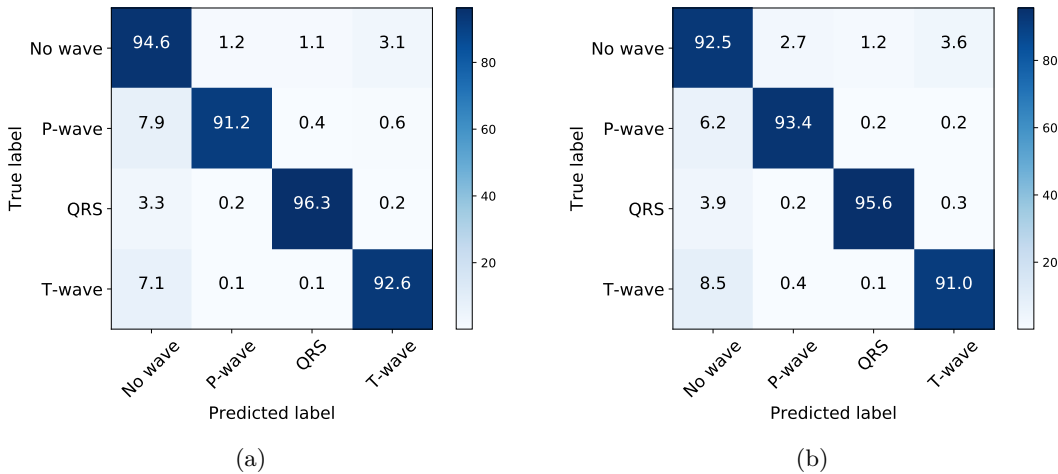 No wave 94.6 1.2 1.1 3.1
P-wave 7.9 91.2 0.4 0.6
QRS 3.3 0.2 96.3 0.2
T-wave 7.1 0.1 0.1 92.6
True label
No wave P-wave QRS T-wave
Predicted label
80
60
40
20
(a)
No wave 92.5 2.7 1.2 3.6
P-wave 6.2 93.4 0.2 0.2
QRS 3.9 0.2 95.6 0.3
T-wave 8.5 0.4 0.1 91.0
True label
No wave P-wave QRS T-wave
Predicted label
80
60
40
20
(b)